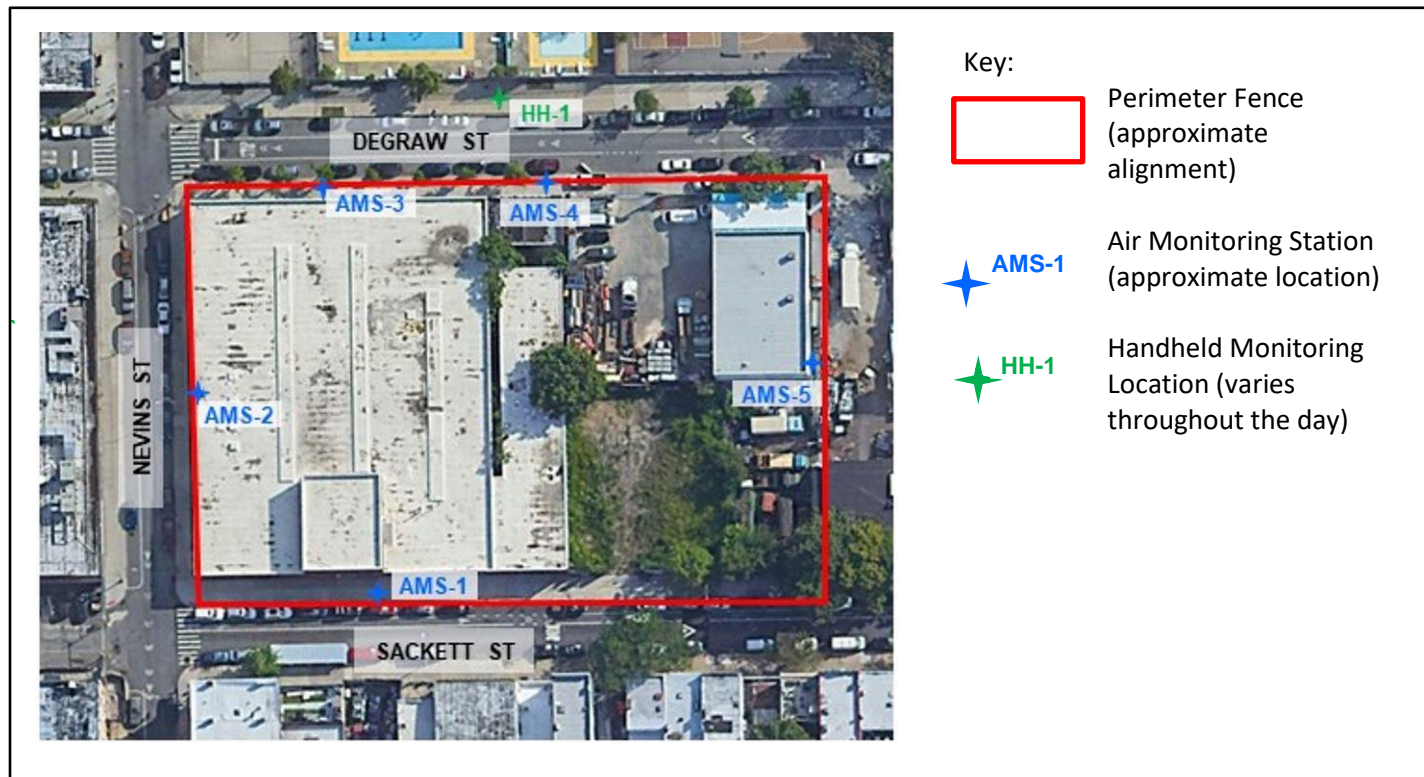 HH-1
DEGRAW ST
AMS-3
AMS-4
NEVINS ST
AMS-2
AMS-5
AMS-1
SACKETT ST
Key:
Perimeter Fence
(approximate
alignment)
AMS-1
Air Monitoring Station
(approximate location)
HH-1
Handheld Monitoring
Location (varies
throughout the day)